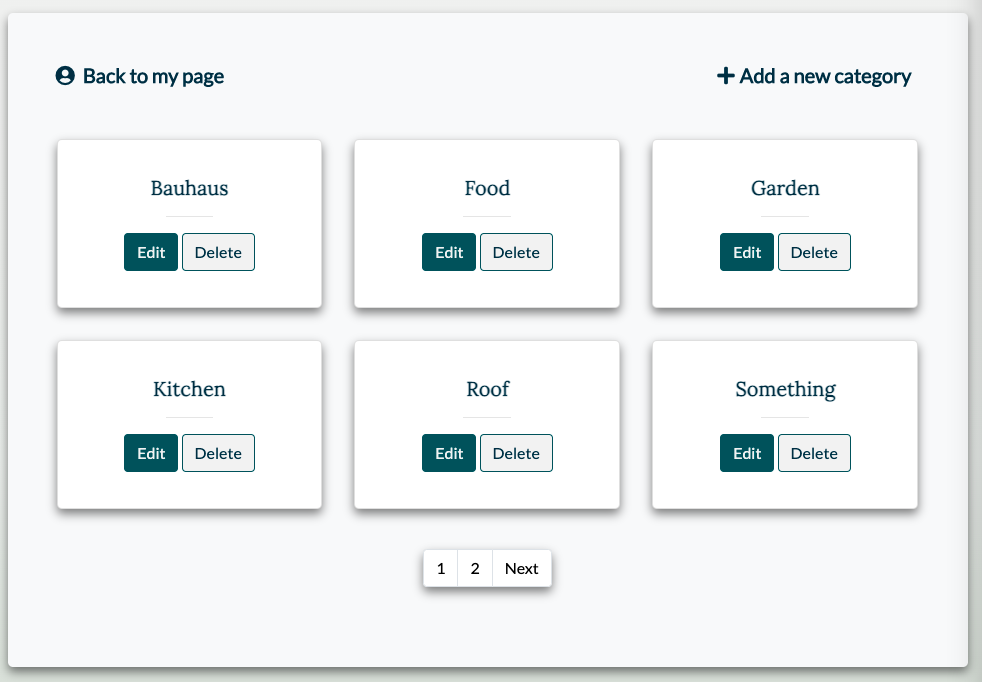 Back to my page
Add a new category
Bauhaus
Edit Delete
Food
Edit Delete
Garden
Edit Delete
Kitchen
Edit Delete
Roof
Edit Delete
Something
Edit Delete
1 2 Next